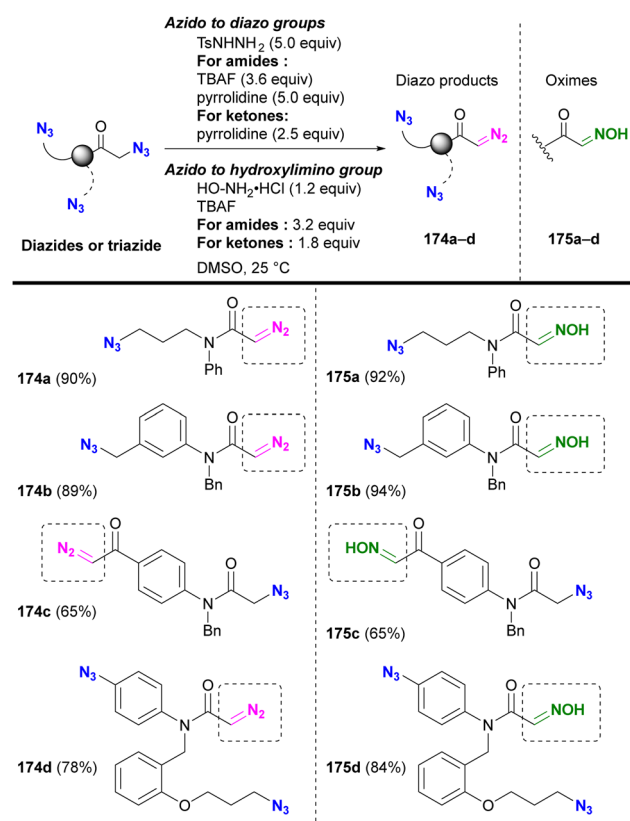 Azido to diazo groups
TsNHNH2 (5.0 equiv)
For amides :
TBAF (3.6 equiv)
pyrrolidine (5.0 equiv)
For ketones:
pyrrolidine (2.5 equiv)
Azido to hydroxylimino group
HO-NH2•HCl (1.2 equiv)
TBAF
For amides : 3.2 equiv
For ketones : 1.8 equiv
DMSO, 25 °C
N3
O
N3
N3
Diazides or triazide
Diazo products
N3
O
N2
N3
174a–d
Oximes
O
NOH
175a–d
O
N3
N
N2
Ph
174a (90%)
O
N3
N
NOH
Ph
175a (92%)
O
N3
N
N2
Bn
174b (89%)
O
N3
N
NOH
Bn
175b (94%)
O
N2
O
N
N3
Bn
174c (65%)
O
HON
O
N
N3
Bn
175c (65%)
N3
O
N
N2
174d (78%)
O
N3
N3
O
N
NOH
175d (84%)
O
N3